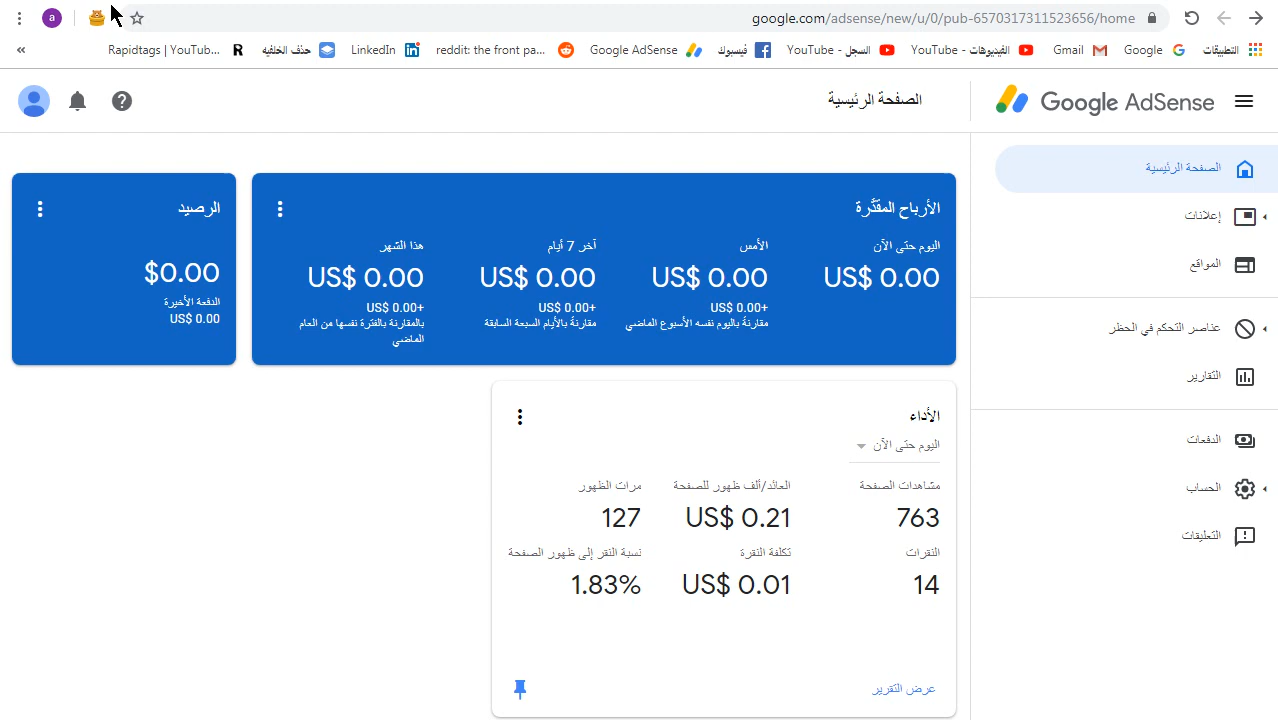 google.com/adsense/new/u/0/pub-6570317311523656/home
a
التطبيقات
Google
Gmail
YouTube - الفيديوهات
YouTube - السجل
فيسبوك
Google AdSense
reddit: the front pa...
LinkedIn
حذف الخلفيه
R
Rapidtags | YouTub...
«
Google AdSense
الصفحة الرئيسية
الصفحة الرئيسية
إعلانات
المواقع
عناصر التحكم في الحظر
التقارير
الدفعات
الحساب
التعليقات
الأرباح المقدَّرة
اليوم حتى الآن
US$ 0.00
الأمس
US$ 0.00
+US$ 0.00
مقارنةً باليوم نفسه الأسبوع الماضي
آخر 7 أيام
US$ 0.00
+US$ 0.00
مقارنةً بالأيام السبعة السابقة
هذا الشهر
US$ 0.00
+US$ 0.00
بالمقارنة بالفترة نفسها من العام
الماضي
الرصيد
$0.00
الدفعة الأخيرة
US$ 0.00
الأداء
اليوم حتى الآن
مشاهدات الصفحة
763
العائد/ألف ظهور للصفحة
US$ 0.21
مرات الظهور
127
النقرات
14
تكلفة النقرة
US$ 0.01
نسبة النقر إلى ظهور الصفحة
1.83%
عرض التقرير